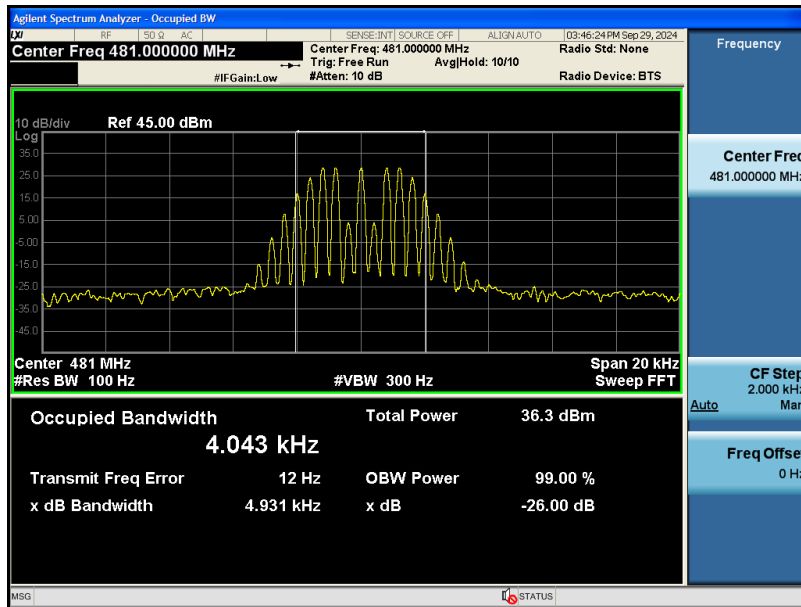 Agilent Spectrum Analyzer - Occupied BW
LXI RF 50 Ω AC SENSE:INT SOURCE OFF ALIGN AUTO 03:46:24 PM Sep 29, 2024
Center Freq 481.000000 MHz
Center Freq: 481.000000 MHz
Radio Std: None
Trig: Free Run Avg|Hold: 10/10
#IFGain:Low
#Atten: 10 dB
Radio Device: BTS
10 dB/div Ref 45.00 dBm
Log
35.0
25.0
15.0
5.00
-5.00
-15.0
-25.0
-35.0
-45.0
Center 481 MHz Span 20 kHz
#Res BW 100 Hz #VBW 300 Hz Sweep FFT
Occupied Bandwidth Total Power 36.3 dBm
4.043 kHz
Transmit Freq Error 12 Hz OBW Power 99.00 %
x dB Bandwidth 4.931 kHz x dB -26.00 dB
MSG STATUS
Frequency
Center Freq
481.000000 MHz
CF Step
2.000 kHz
Auto Man
Freq Offset
0 Hz